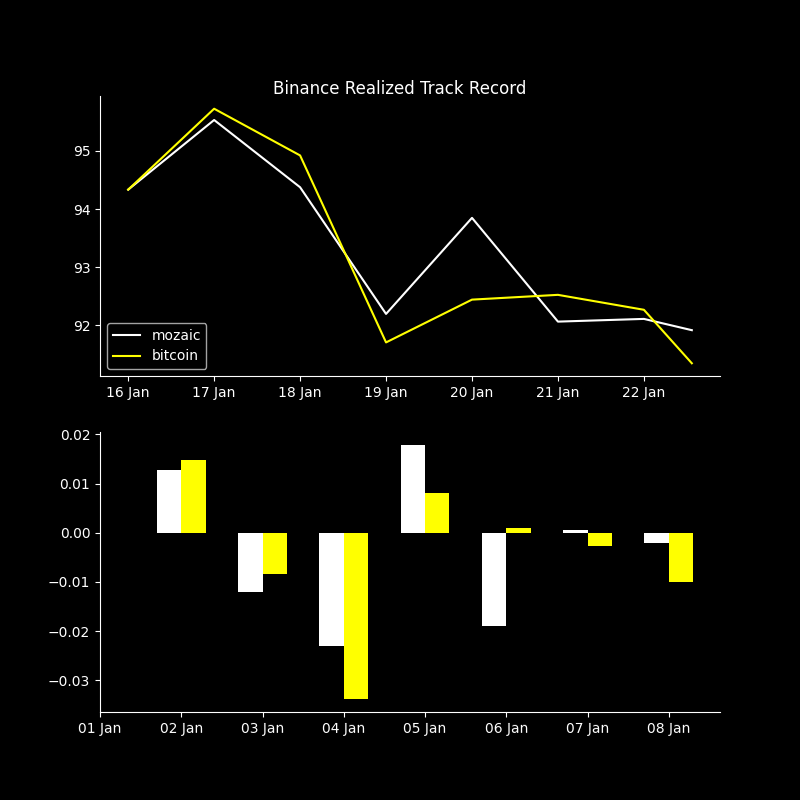 Binance Realized Track Record
95
94
93
92
mozaic
bitcoin
16 Jan 17 Jan 18 Jan 19 Jan 20 Jan 21 Jan 22 Jan
0.02
0.01
0.00
−0.01
−0.02
−0.03
01 Jan 02 Jan 03 Jan 04 Jan 05 Jan 06 Jan 07 Jan 08 Jan